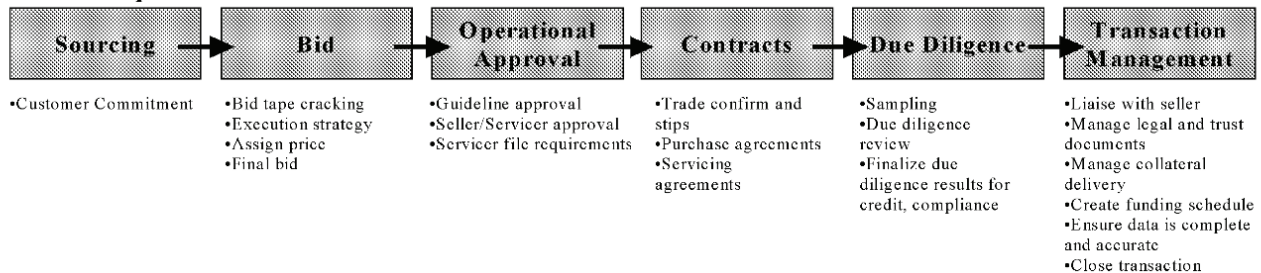 Sourcing
•Customer Commitment
Bid
•Bid tape cracking
•Execution strategy
•Assign price
•Final bid
Operational
Approval
•Guideline approval
•Seller/Servicer approval
•Servicer file requirements
Contracts
•Trade confirm and
stips
•Purchase agreements
•Servicing
agreements
Due Diligence
•Sampling
•Due diligence
review
•Finalize due
diligence results for
credit, compliance
Transaction
Management
•Liaise with seller
•Manage legal and trust
documents
•Manage collateral
delivery
•Create funding schedule
•Ensure data is complete
and accurate
•Close transaction